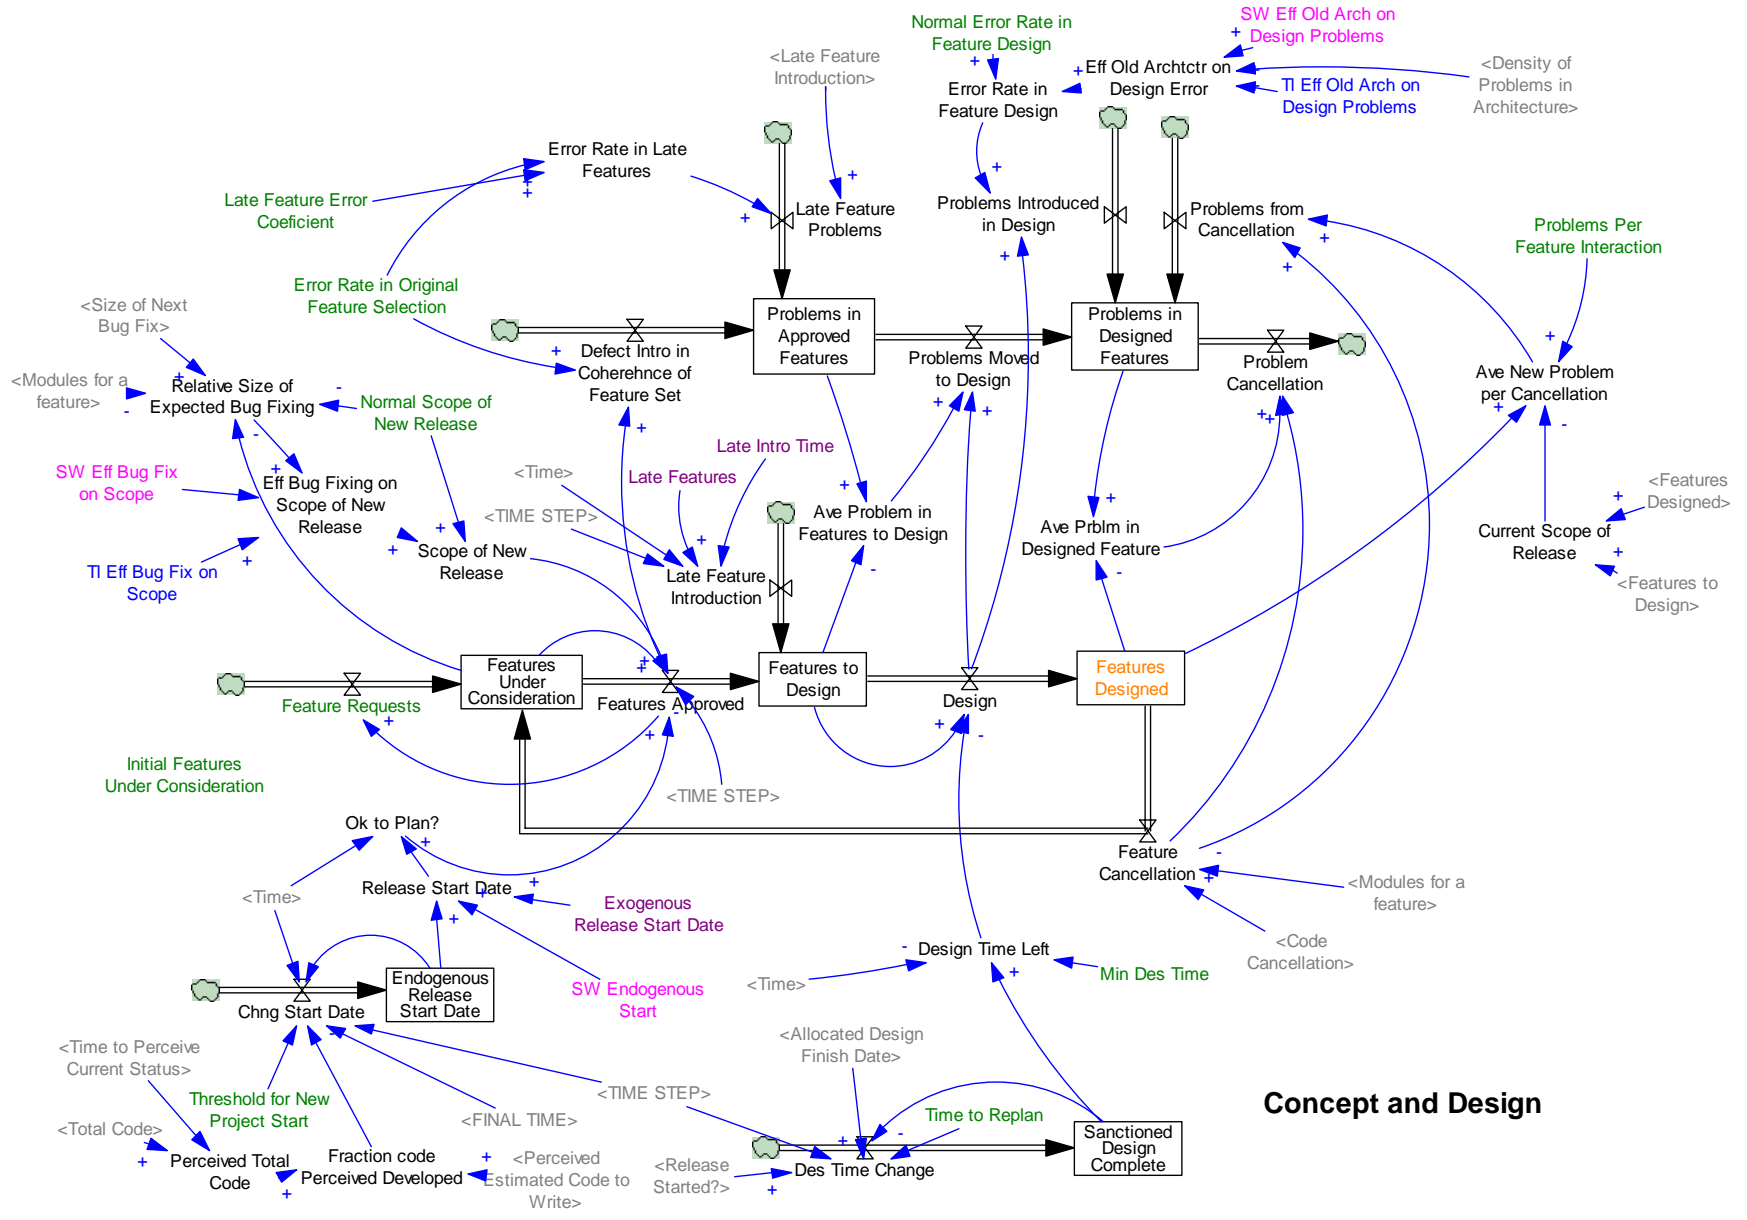 Normal Error Rate in
Feature Design
SW Eff Old Arch on
Design Problems
<Late Feature
Introduction>
Eff Old Archtctr on
Design Error
<Density of
Problems in
Architecture>
Error Rate in
Feature Design
Tl Eff Old Arch on
Design Problems
Error Rate in Late
Features
Late Feature Error
Coeficient
Late Feature
Problems
Problems Introduced
in Design
Problems from
Cancellation
Problems Per
Feature Interaction
Error Rate in Original
Feature Selection
<Size of Next
Bug Fix>
Problems in
Approved
Features
Problems in
Designed
Features
Defect Intro in
Coherehnce of
Feature Set
Problems Moved
to Design
Problem
Cancellation
Ave New Problem
per Cancellation
<Modules for a
feature>
Relative Size of
Expected Bug Fixing
Normal Scope of
New Release
Late Intro Time
Late Features
SW Eff Bug Fix
on Scope
Eff Bug Fixing on
Scope of New
Release
<Time>
<TIME STEP>
Ave Problem in
Features to Design
Ave Prblm in
Designed Feature
<Features
Designed>
Current Scope of
Release
Tl Eff Bug Fix on
Scope
Scope of New
Release
Late Feature
Introduction
<Features to
Design>
Features
Under
Consideration
Features to
Design
Features
Designed
Feature Requests
Features Approved
Design
Initial Features
Under Consideration
<TIME STEP>
Ok to Plan?
Feature
Cancellation
<Time>
Release Start Date
Exogenous
Release Start Date
<Modules for a
feature>
<Code
Cancellation>
Design Time Left
Endogenous
Release
Start Date
SW Endogenous
Start
<Time>
Min Des Time
Chng Start Date
<Time to Perceive
Current Status>
<Allocated Design
Finish Date>
Threshold for New
Project Start
<TIME STEP>
<FINAL TIME>
Time to Replan
Concept and Design
<Total Code>
Perceived Total
Code
Fraction code
Perceived Developed
<Perceived
Estimated Code to
Write>
<Release
Started?>
Des Time Change
Sanctioned
Design
Complete